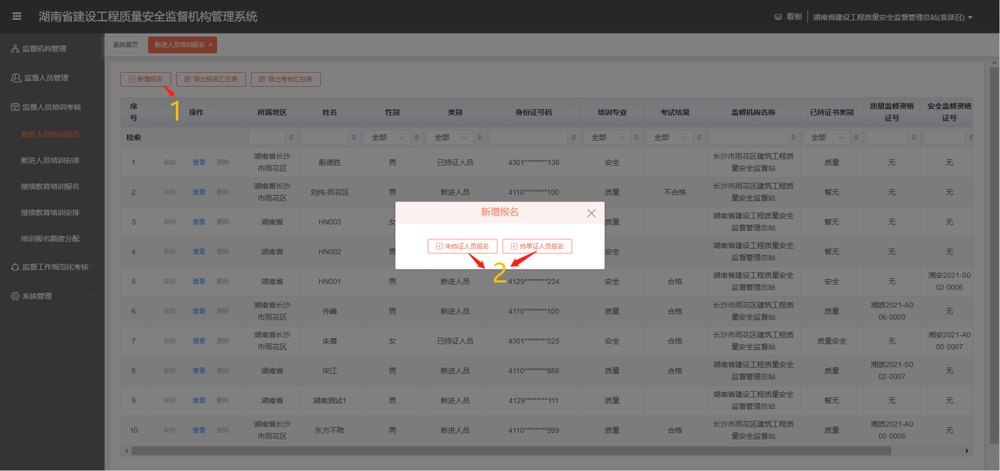 湖南省建设工程质量安全监督机构管理系统
看板
湖南省建设工程质量安全监督管理总站(袁彦召)
监督机构管理
监督人员管理
监督人员培训考核
新进人员培训报名
新进人员培训安排
继续教育培训报名
继续教育培训安排
培训报名额度分配
监督工作规范化考核
系统管理
系统首页
新进人员培训报名
新增报名
导出报名汇总表
导出考核汇总表
1
序号 操作 所属地区 姓名 性别 类别 身份证号码 培训专业 考试结果 监督机构名称 已持证书类别 质量监督资格证号 安全监督资格证号
检索 全部 全部 全部 全部 全部
1 审核 查看 删除 湖南省长沙市雨花区 殷德胜 男 已持证人员 4301********138 安全 长沙市雨花区建筑工程质量安全监督站 质量 无 无
2 审核 查看 删除 湖南省长沙市雨花区 刘纯-雨花区 男 新进人员 4110********100 质量 不合格 长沙市雨花区建筑工程质量安全监督站 暂无 无 无
3 审核 查看 删除 湖南省 HN003 女 质量 湖南省建设工程质量安全监督管理总站 暂无 无 无
4 审核 查看 删除 湖南省 HN002 男 安全 湖南省建设工程质量安全监督管理总站 暂无 无 无
5 审核 查看 删除 湖南省 HN001 男 新进人员 4129********234 安全 合格 湖南省建设工程质量安全监督管理总站 安全 无 湘安2021-S002·0006
6 审核 查看 删除 湖南省长沙市雨花区 乔峰 男 新进人员 4110********100 质量 合格 长沙市雨花区建筑工程质量安全监督站 质量 湘质2021-A006·0009 无
7 审核 查看 删除 湖南省长沙市雨花区 朱蓓 女 已持证人员 4301********525 安全 合格 长沙市雨花区建筑工程质量安全监督站 质量安全 无 湘安2021-A005·0007
8 审核 查看 删除 湖南省 宋江 男 新进人员 4110********888 质量 合格 湖南省建设工程质量安全监督管理总站 质量 湘质2021-S002·0007 无
9 审核 查看 删除 湖南省 湖南测试1 男 新进人员 4129********111 质量 湖南省建设工程质量安全监督管理总站 暂无 无 无
10 审核 查看 删除 湖南省长沙市雨花区 东方不败 男 新进人员 4110********999 质量 合格 长沙市雨花区建筑工程质量安全监督站 质量 湘质2021-A005·0006 无
新增报名
未持证人员报名
持单证人员报名
2